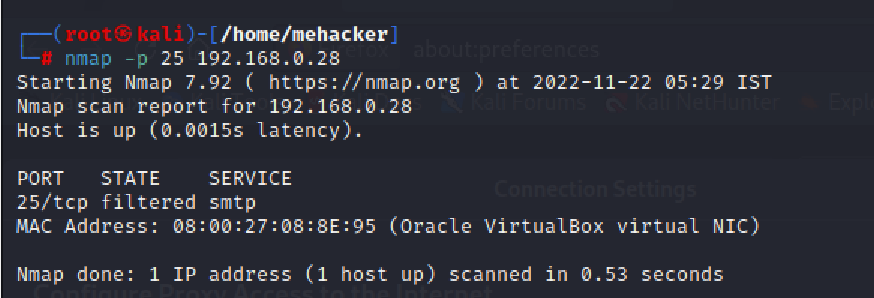 ┌──(root㉿kali)-[/home/mehacker]
└─# nmap -p 25 192.168.0.28
Starting Nmap 7.92 ( https://nmap.org ) at 2022-11-22 05:29 IST
Nmap scan report for 192.168.0.28
Host is up (0.0015s latency).
PORT   STATE    SERVICE
25/tcp filtered smtp
MAC Address: 08:00:27:08:8E:95 (Oracle VirtualBox virtual NIC)
Nmap done: 1 IP address (1 host up) scanned in 0.53 seconds
about:preferences
Kali Forums
Kali NetHunter
Connection Settings
Configure Proxy Access to the Internet